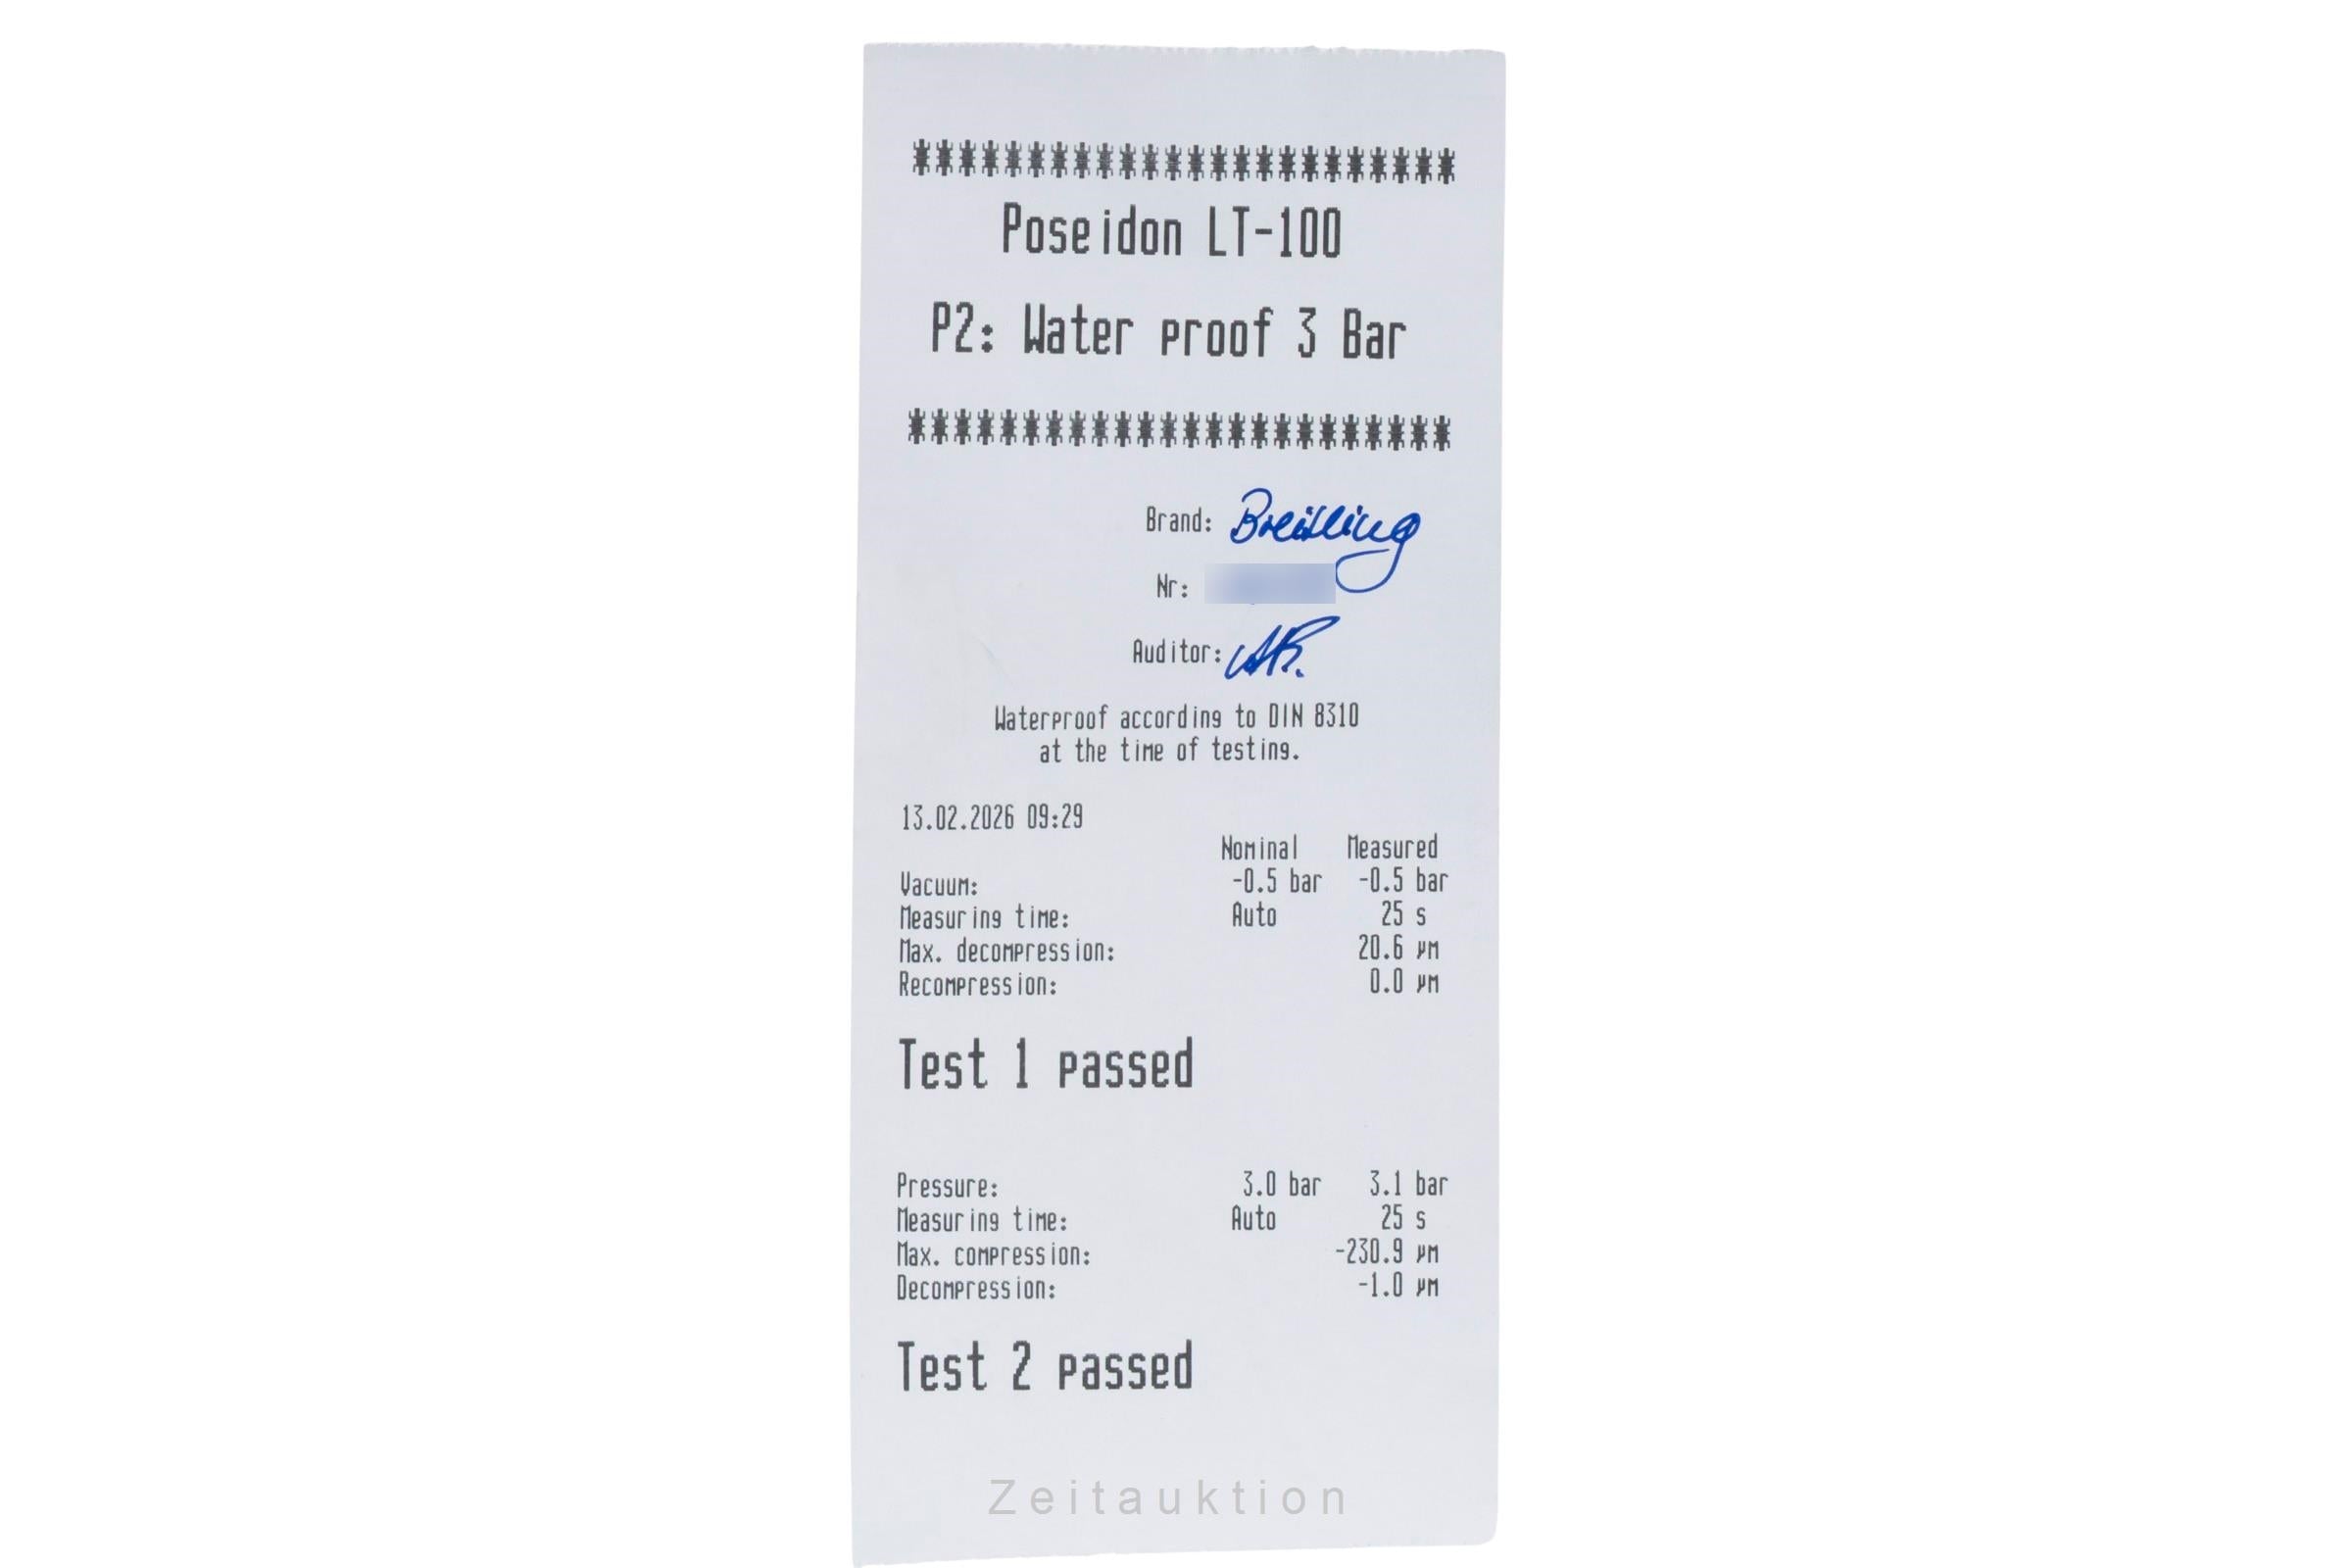 ************************
Poseidon LT-100
P2: Water proof 3 Bar
************************
Brand: Breitling
Nr:
Auditor:
Waterproof according to DIN 8310
at the time of testing.
13.02.2026 09:29
Nominal Measured
Vacuum: -0.5 bar -0.5 bar
Measuring time: Auto 25 s
Max. decompression: 20.6 µm
Recompression: 0.0 µm
Test 1 passed
Pressure: 3.0 bar 3.1 bar
Measuring time: Auto 25 s
Max. compression: -230.9 µm
Decompression: -1.0 µm
Test 2 passed
Zeitauktion